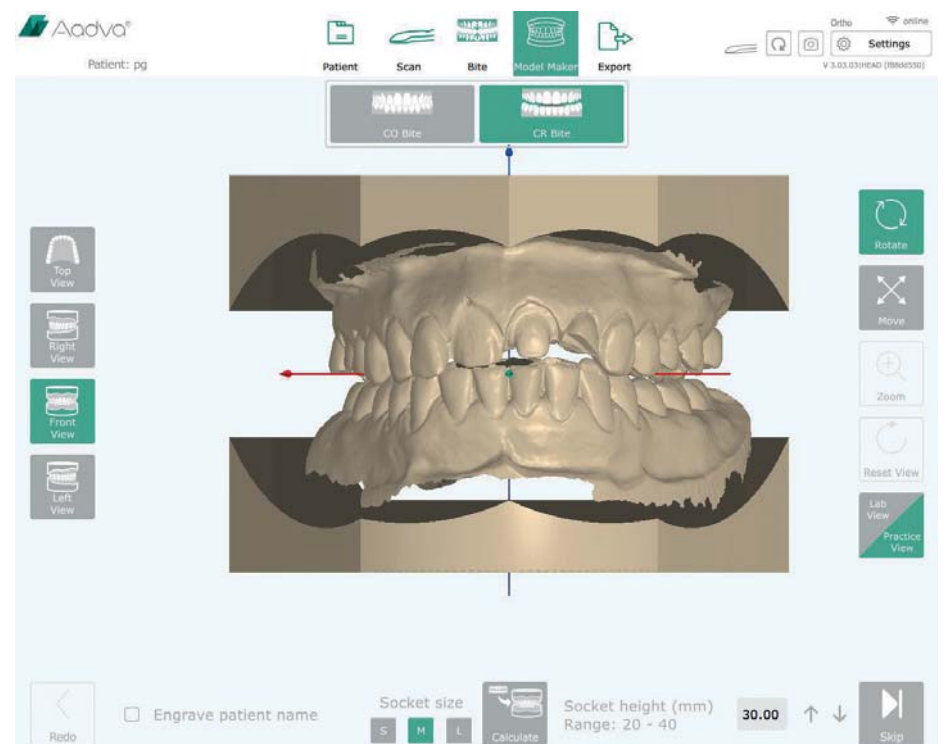 Aadva®
Patient: pg
Patient
Scan
Bite
Model Maker
Export
Ortho
online
Settings
CO Bite
CR Bite
Top
View
Right
View
Front
View
Left
View
Rotate
Move
Zoom
Reset View
Lab
View
Practice
View
Redo
Engrave patient name
Socket size
S M L
Calculate
Socket height (mm)
Range: 20 - 40
30.00
Skip